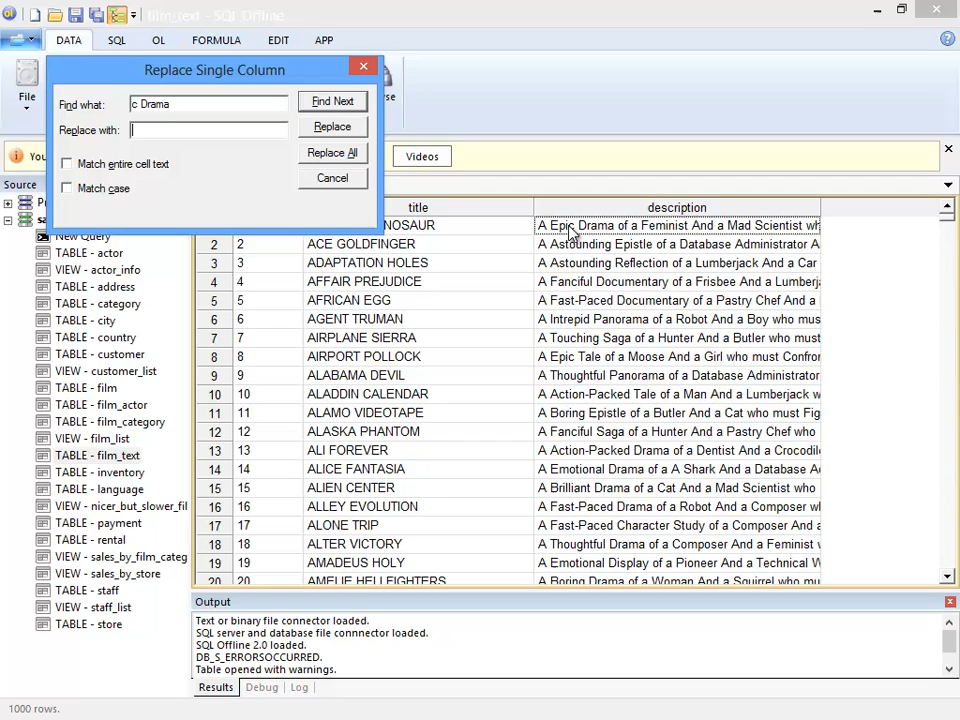 film_text - SQL Offline
DATA SQL OL FORMULA EDIT APP
File
Replace Single Column
Find what: c Drama Find Next
Replace with: Replace
Match entire cell text Replace All
Match case Cancel
Videos
Source
title description
A Epic Drama of a Feminist And a Mad Scientist wh
New Query
2 2 ACE GOLDFINGER A Astounding Epistle of a Database Administrator A
TABLE - actor
3 3 ADAPTATION HOLES A Astounding Reflection of a Lumberjack And a Car
VIEW - actor_info
4 4 AFFAIR PREJUDICE A Fanciful Documentary of a Frisbee And a Lumberj
TABLE - address
5 5 AFRICAN EGG A Fast-Paced Documentary of a Pastry Chef And a
TABLE - category
6 6 AGENT TRUMAN A Intrepid Panorama of a Robot And a Boy who mus
TABLE - city
7 7 AIRPLANE SIERRA A Touching Saga of a Hunter And a Butler who must
TABLE - country
8 8 AIRPORT POLLOCK A Epic Tale of a Moose And a Girl who must Confror
TABLE - customer
9 9 ALABAMA DEVIL A Thoughtful Panorama of a Database Administrator
VIEW - customer_list
10 10 ALADDIN CALENDAR A Action-Packed Tale of a Man And a Lumberjack w
TABLE - film
11 11 ALAMO VIDEOTAPE A Boring Epistle of a Butler And a Cat who must Fig
TABLE - film_actor
12 12 ALASKA PHANTOM A Fanciful Saga of a Hunter And a Pastry Chef who
TABLE - film_category
13 13 ALI FOREVER A Action-Packed Drama of a Dentist And a Crocodil
VIEW - film_list
14 14 ALICE FANTASIA A Emotional Drama of a A Shark And a Database Ad
TABLE - film_text
15 15 ALIEN CENTER A Brilliant Drama of a Cat And a Mad Scientist who
TABLE - inventory
16 16 ALLEY EVOLUTION A Fast-Paced Drama of a Robot And a Composer wh
TABLE - language
17 17 ALONE TRIP A Fast-Paced Character Study of a Composer And a
VIEW - nicer_but_slower_fil
18 18 ALTER VICTORY A Thoughtful Drama of a Composer And a Feminist
TABLE - payment
19 19 AMADEUS HOLY A Emotional Display of a Pioneer And a Technical W
TABLE - rental
20 20 AMELIE HELLFIGHTERS A Boring Drama of a Woman And a Squirrel who mus
VIEW - sales_by_film_categ
VIEW - sales_by_store
TABLE - staff
VIEW - staff_list
TABLE - store
Output
Text or binary file connector loaded.
SQL server and database file connnector loaded.
SQL Offline 2.0 loaded.
DB_S_ERRORSOCCURRED.
Table opened with warnings.
Results Debug Log
1000 rows.